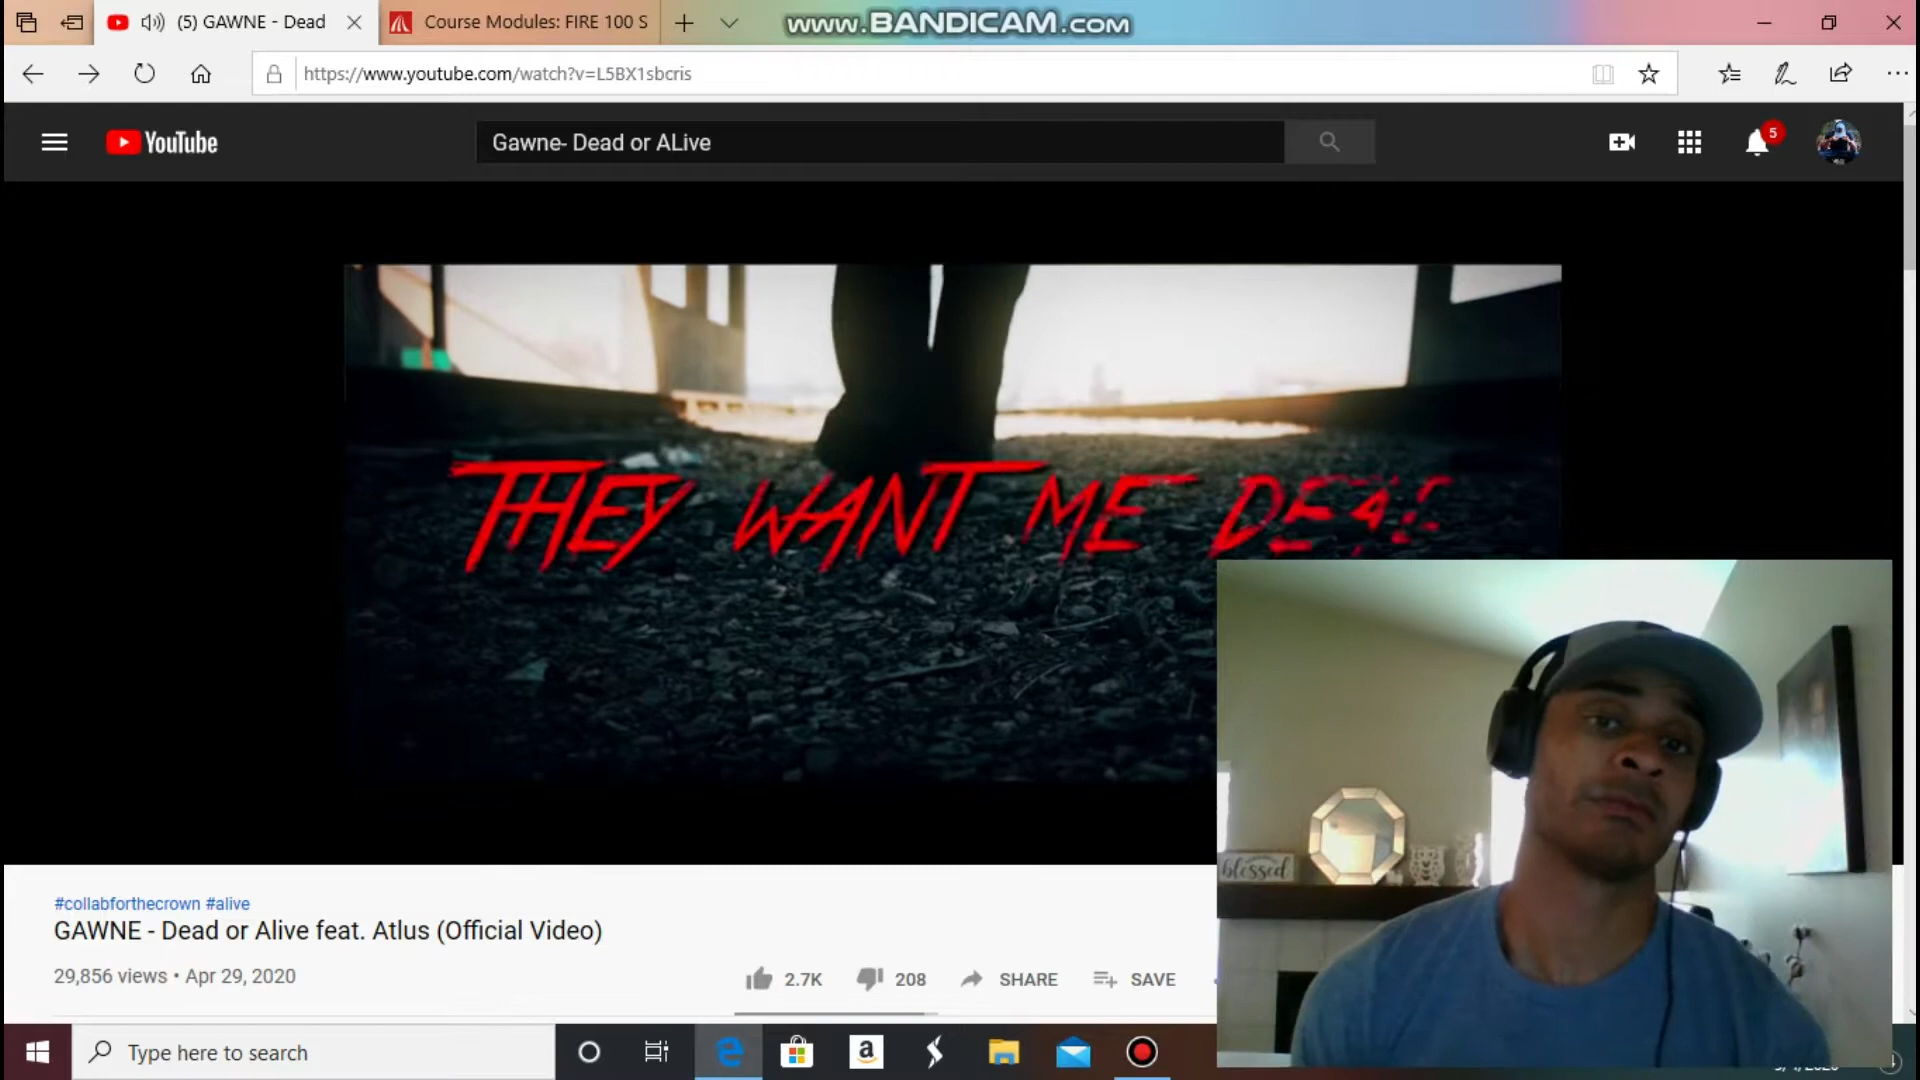 (5) GAWNE - Dead
Course Modules: FIRE 100 S
www.BANDICAM.com
https://www.youtube.com/watch?v=L5BX1sbcris
YouTube
Gawne- Dead or ALive
5
THEY WANT ME DEAD
blessed
#collabforthecrown #alive
GAWNE - Dead or Alive feat. Atlus (Official Video)
29,856 views • Apr 29, 2020
2.7K
208
SHARE
SAVE
Type here to search
a